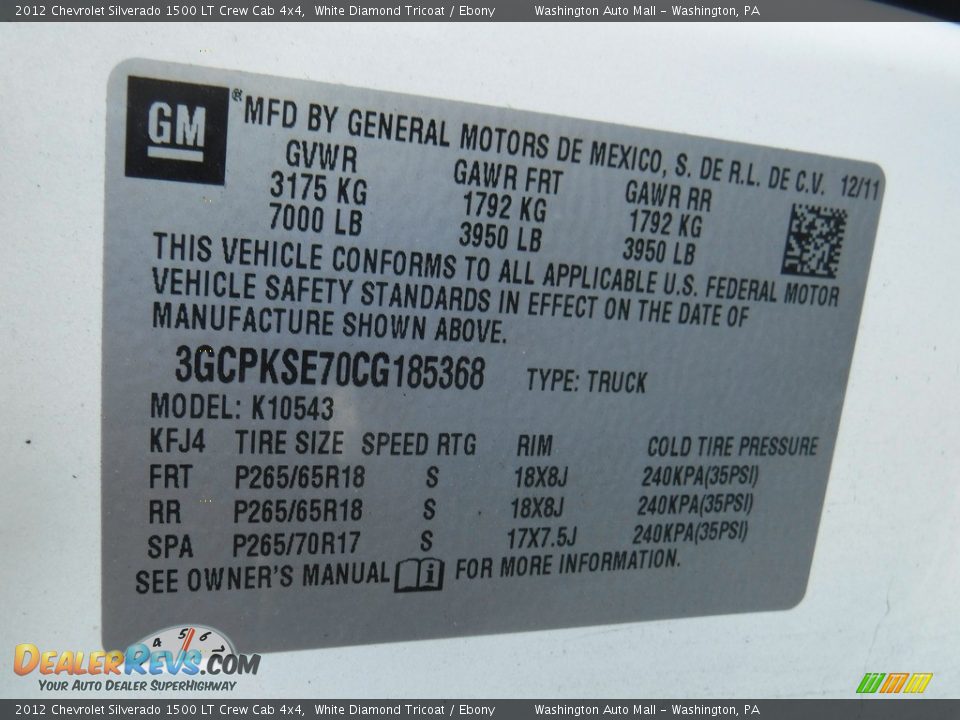 2012 Chevrolet Silverado 1500 LT Crew Cab 4x4, White Diamond Tricoat / Ebony Washington Auto Mall - Washington, PA
GM ® MFD BY GENERAL MOTORS DE MEXICO, S. DE R.L. DE C.V. 12/11
GVWR GAWR FRT GAWR RR
3175 KG 1792 KG 1792 KG
7000 LB 3950 LB 3950 LB
THIS VEHICLE CONFORMS TO ALL APPLICABLE U.S. FEDERAL MOTOR
VEHICLE SAFETY STANDARDS IN EFFECT ON THE DATE OF
MANUFACTURE SHOWN ABOVE.
3GCPKSE70CG185368 TYPE: TRUCK
MODEL: K10543
KFJ4 TIRE SIZE SPEED RTG RIM COLD TIRE PRESSURE
FRT P265/65R18 S 18X8J 240KPA(35PSI)
RR P265/65R18 S 18X8J 240KPA(35PSI)
SPA P265/70R17 S 17X7.5J 240KPA(35PSI)
SEE OWNER'S MANUAL i FOR MORE INFORMATION.
4 5 6 7
DEALERREVS.COM
YOUR AUTO DEALER SUPERHIGHWAY
2012 Chevrolet Silverado 1500 LT Crew Cab 4x4, White Diamond Tricoat / Ebony Washington Auto Mall - Washington, PA